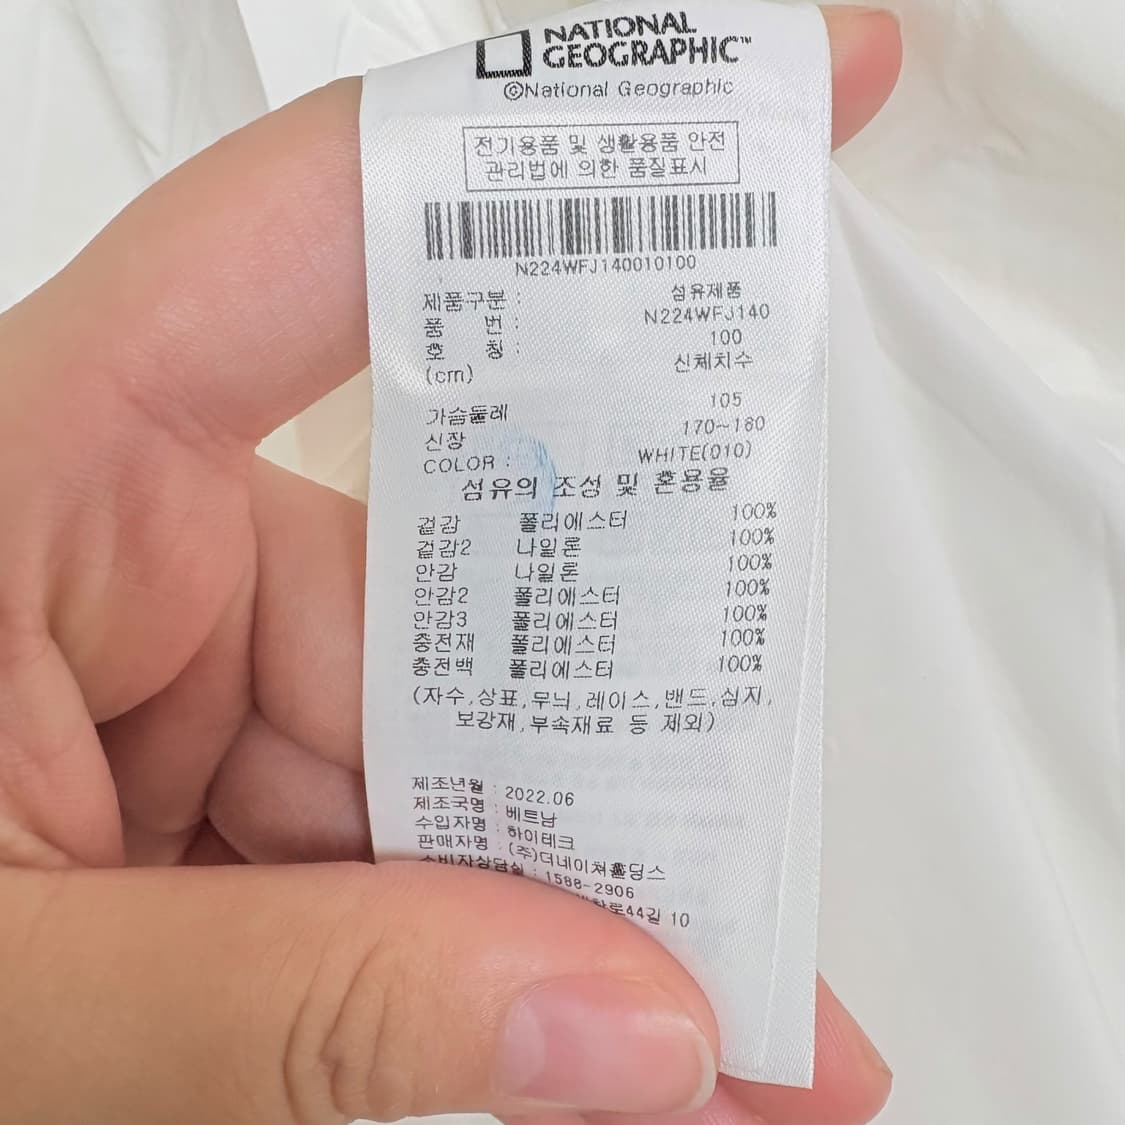 NATIONAL
GEOGRAPHIC™
©National Geographic
전기용품 및 생활용품 안전
관리법에 의한 품질표시
N224WFJ140010100
제품구분 : 섬유제품
품 번 : N224WFJ140
호 칭 : 100
(cm) 신체치수
가슴둘레 105
신장 170~180
COLOR : WHITE(010)
섬유의 조성 및 혼용율
겉감 폴리에스터 100%
겉감2 나일론 100%
안감 나일론 100%
안감2 폴리에스터 100%
안감3 폴리에스터 100%
충전재 폴리에스터 100%
충전백 폴리에스터 100%
(자수,상표,무늬,레이스,밴드,심지,
보강재,부속재료 등 제외)
제조년월 : 2022.06
제조국명 : 베트남
수입자명 : 하이테크
판매자명 : (주)더네이쳐홀딩스
소비자상담실 : 1588-2906
44길 10